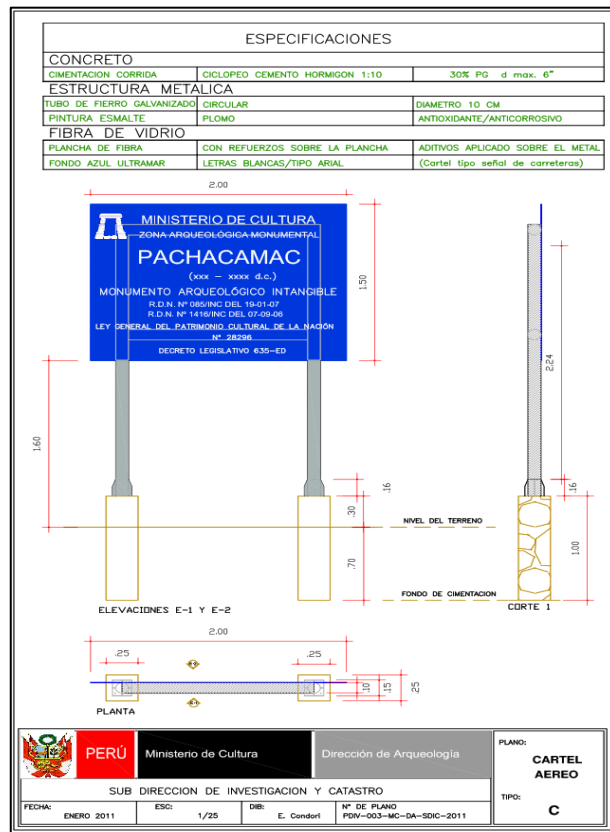 ESPECIFICACIONES
CONCRETO
CIMENTACION CORRIDA CICLOPEO CEMENTO HORMIGON 1:10 30% PG d max. 6"
ESTRUCTURA METALICA
TUBO DE FIERRO GALVANIZADO CIRCULAR DIAMETRO 10 CM
PINTURA ESMALTE PLOMO ANTIOXIDANTE/ANTICORROSIVO
FIBRA DE VIDRIO
PLANCHA DE FIBRA CON REFUERZOS SOBRE LA PLANCHA ADITIVOS APLICADO SOBRE EL METAL
FONDO AZUL ULTRAMAR LETRAS BLANCAS/TIPO ARIAL (Cartel tipo señal de carreteras)
2.00
MINISTERIO DE CULTURA
ZONA ARQUEOLÓGICA MONUMENTAL
PACHACAMAC
(xxx – xxxx d.c.)
MONUMENTO ARQUEOLÓGICO INTANGIBLE
R.D.N. Nº 085/INC DEL 19-01-07
R.D.N. Nº 1416/INC DEL 07-09-06
LEY GENERAL DEL PATRIMONIO CULTURAL DE LA NACIÓN
Nº 28296
DECRETO LEGISLATIVO 635-ED
1.50
2.24
1.60
.16
.16
.30
NIVEL DEL TERRENO
1.00
.70
FONDO DE CIMENTACION
ELEVACIONES E-1 Y E-2
CORTE 1
2.00
.25 .25
.10 .15 .25
PLANTA
PERÚ Ministerio de Cultura Dirección de Arqueología
SUB DIRECCION DE INVESTIGACION Y CATASTRO
FECHA: ENERO 2011 ESC: 1/25 DIB: E. Condori Nº DE PLANO PDIV-003-MC-DA-SDIC-2011
PLANO:
CARTEL
AEREO
TIPO:
C